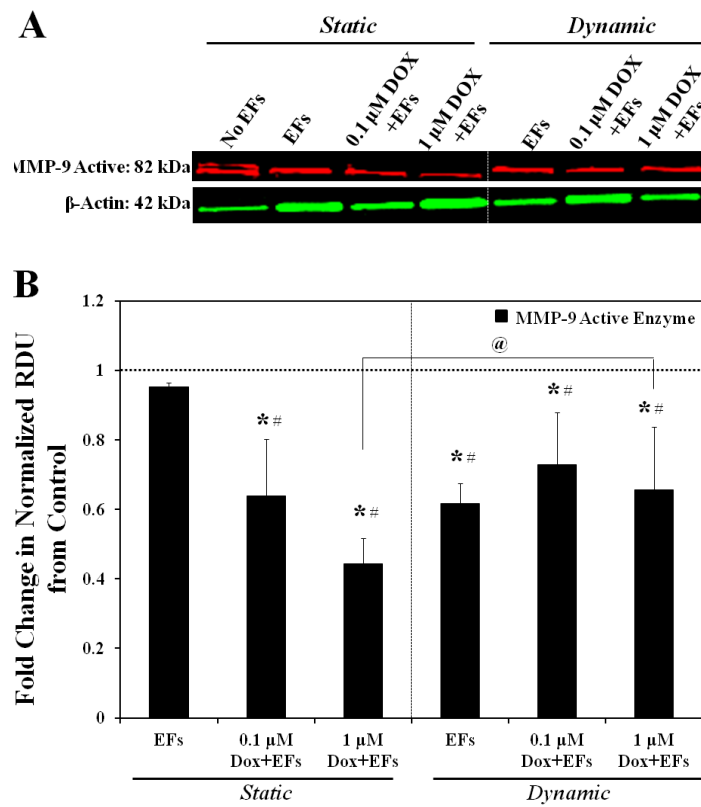 A
Static
Dynamic
No EFs
EFs
0.1 µM DOX
+EFs
1 µM DOX
+EFs
EFs
0.1 µM DOX
+EFs
1 µM DOX
+EFs
MMP-9 Active: 82 kDa
β-Actin: 42 kDa
B
Fold Change in Normalized RDU
from Control
1.2
1
0.8
0.6
0.4
0.2
0
MMP-9 Active Enzyme
@
*#
*#
*#
*#
*#
EFs
0.1 µM
Dox+EFs
1 µM
Dox+EFs
EFs
0.1 µM
Dox+EFs
1 µM
Dox+EFs
Static
Dynamic